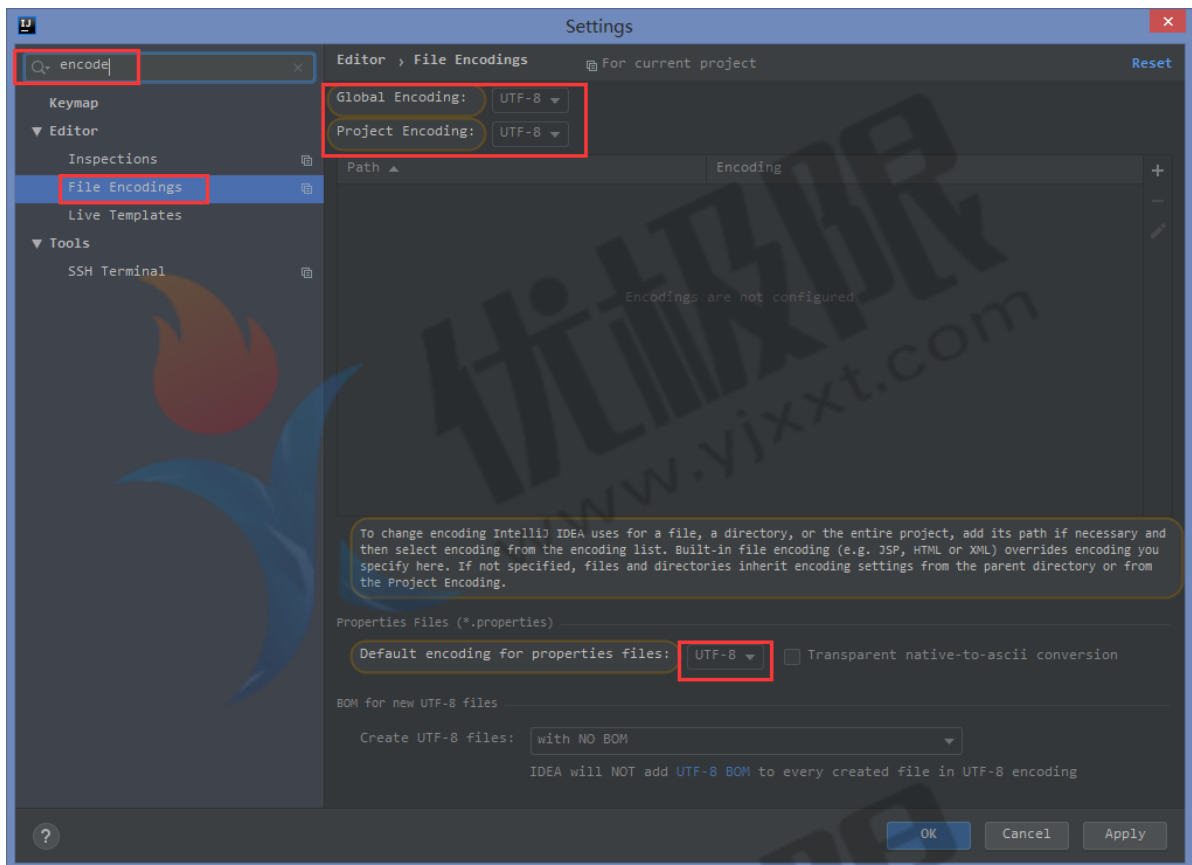 IJ
Settings
encode
Editor › File Encodings
For current project
Reset
Keymap
Editor
Inspections
File Encodings
Live Templates
Tools
SSH Terminal
Global Encoding: UTF-8
Project Encoding: UTF-8
Path Encoding
Encodings are not configured
优极限
www.yjxxt.com
To change encoding IntelliJ IDEA uses for a file, a directory, or the entire project, add its path if necessary and
then select encoding from the encoding list. Built-in file encoding (e.g. JSP, HTML or XML) overrides encoding you
specify here. If not specified, files and directories inherit encoding settings from the parent directory or from
the Project Encoding.
Properties Files (*.properties)
Default encoding for properties files: UTF-8 Transparent native-to-ascii conversion
BOM for new UTF-8 files
Create UTF-8 files: with NO BOM
IDEA will NOT add UTF-8 BOM to every created file in UTF-8 encoding
?
OK Cancel Apply